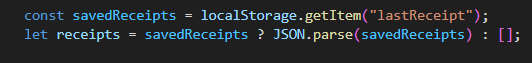 const savedReceipts = localStorage.getItem("lastReceipt");
let receipts = savedReceipts ? JSON.parse(savedReceipts) : [];